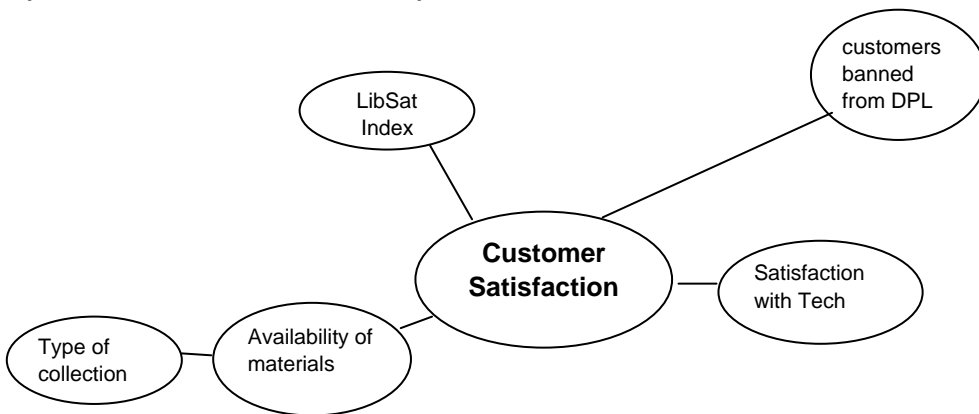 customers
banned
from DPL
LibSat
Index
Customer
Satisfaction
Satisfaction
with Tech
Availability of
materials
Type of
collection